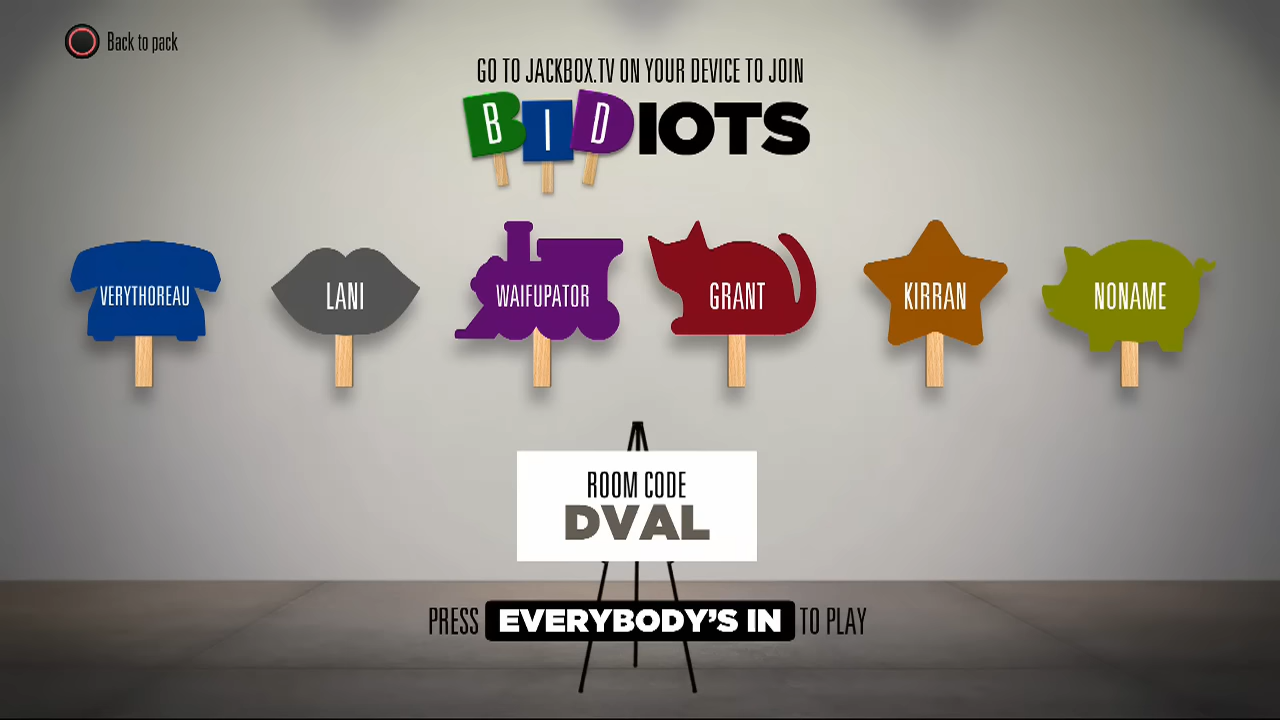 Back to pack
GO TO JACKBOX.TV ON YOUR DEVICE TO JOIN
BIDIOTS
VERYTHOREAU
LANI
WAIFUPATOR
GRANT
KIRRAN
NONAME
ROOM CODE
DVAL
PRESS EVERYBODY'S IN TO PLAY